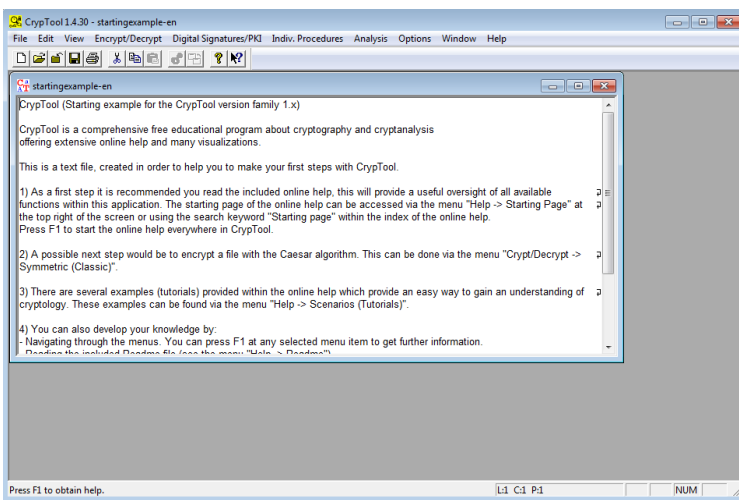 CrypTool 1.4.30 - startingexample-en
File Edit View Encrypt/Decrypt Digital Signatures/PKI Indiv. Procedures Analysis Options Window Help
startingexample-en
CrypTool (Starting example for the CrypTool version family 1.x)
CrypTool is a comprehensive free educational program about cryptography and cryptanalysis
offering extensive online help and many visualizations.
This is a text file, created in order to help you to make your first steps with CrypTool.
1) As a first step it is recommended you read the included online help, this will provide a useful oversight of all available
functions within this application. The starting page of the online help can be accessed via the menu "Help -> Starting Page" at
the top right of the screen or using the search keyword "Starting page" within the index of the online help.
Press F1 to start the online help everywhere in CrypTool.
2) A possible next step would be to encrypt a file with the Caesar algorithm. This can be done via the menu "Crypt/Decrypt ->
Symmetric (Classic)".
3) There are several examples (tutorials) provided within the online help which provide an easy way to gain an understanding of
cryptology. These examples can be found via the menu "Help -> Scenarios (Tutorials)".
4) You can also develop your knowledge by:
- Navigating through the menus. You can press F1 at any selected menu item to get further information.
- Reading the included Readme file (see the menu "Help -> Readme").
Press F1 to obtain help.
L:1 C:1 P:1
NUM